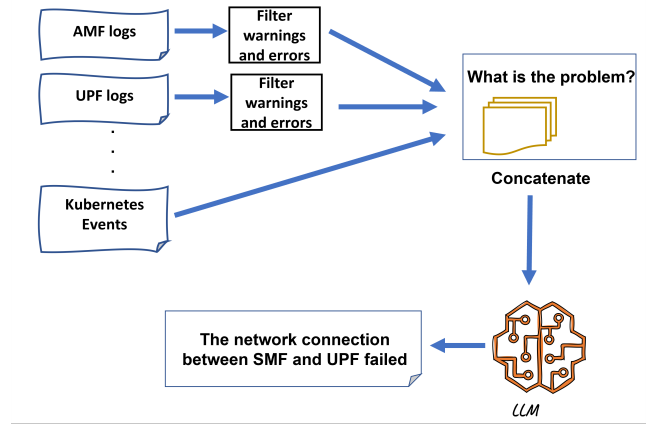 AMF logs
Filter
warnings
and errors
UPF logs
Filter
warnings
and errors
What is the problem?
Concatenate
Kubernetes
Events
The network connection
between SMF and UPF failed
LLM